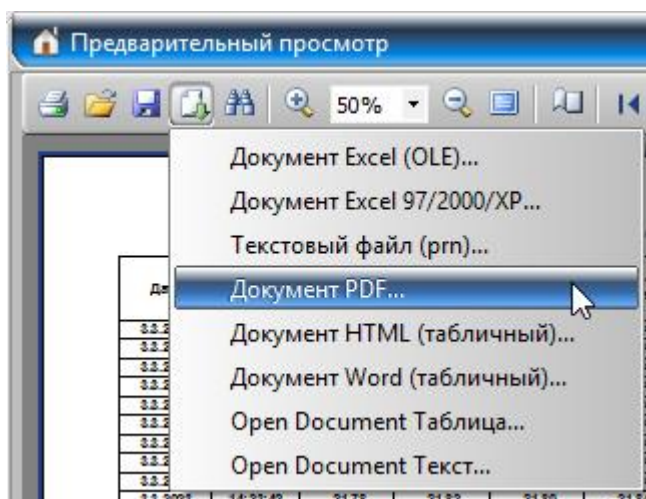 Предварительный просмотр
50%
Документ Excel (OLE)...
Документ Excel 97/2000/XP...
Текстовый файл (prn)...
Документ PDF...
Документ HTML (табличный)...
Документ Word (табличный)...
Open Document Таблица...
Open Document Текст...